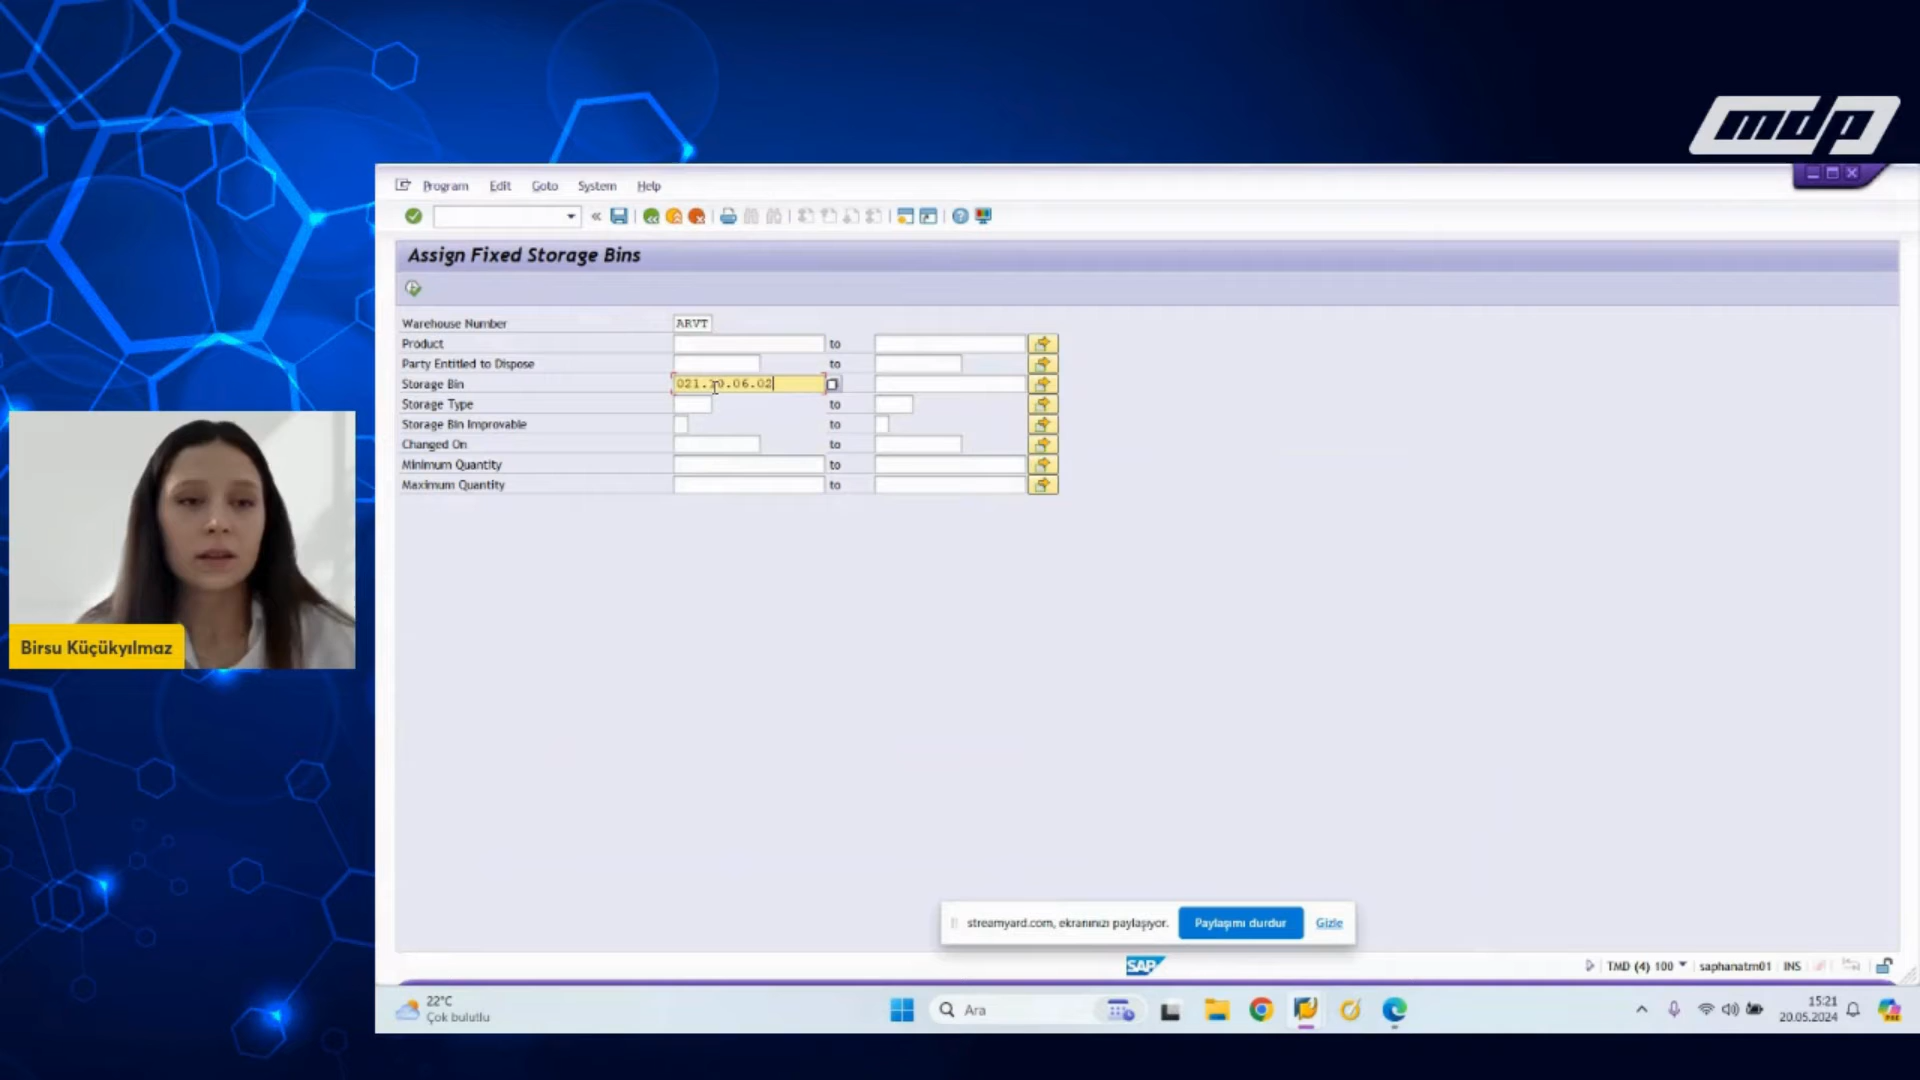 mdp
Program Edit Goto System Help
Assign Fixed Storage Bins
Warehouse Number ARVT
Product to
Party Entitled to Dispose to
Storage Bin
Storage Type to
Storage Bin Improvable to
Changed On to
Minimum Quantity to
Maximum Quantity to
Birsu Küçükyılmaz
streamyard.com, ekranınızı paylaşıyor. Paylaşımı durdur Gizle
SAP
TMD (4) 100 saphanatm01 INS
22°C
Çok bulutlu
Ara
15:21
20.05.2024